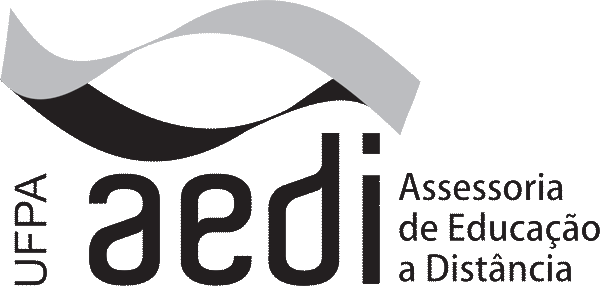 UFPA
aedi
Assessoria
de Educação
a Distância